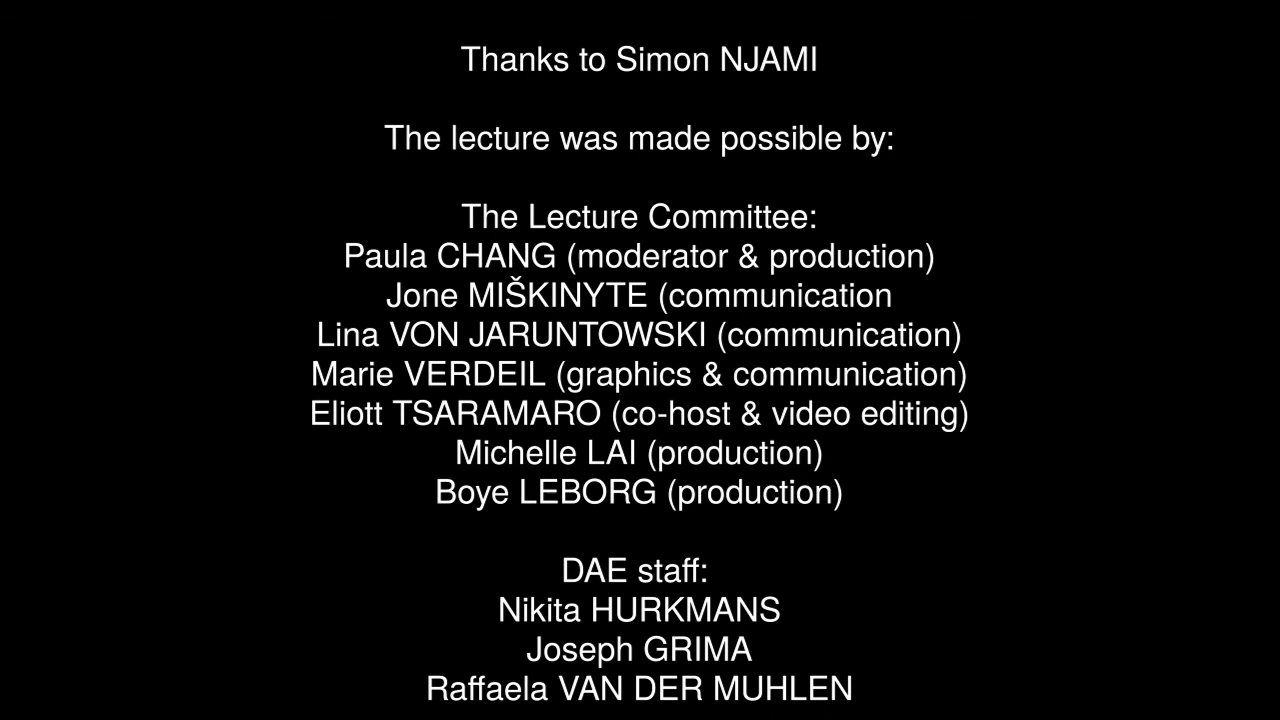 Thanks to Simon NJAMI
The lecture was made possible by:
The Lecture Committee:
Paula CHANG (moderator & production)
Jone MIŠKINYTE (communication
Lina VON JARUNTOWSKI (communication)
Marie VERDEIL (graphics & communication)
Eliott TSARAMARO (co-host & video editing)
Michelle LAI (production)
Boye LEBORG (production)
DAE staff:
Nikita HURKMANS
Joseph GRIMA
Raffaela VAN DER MUHLEN